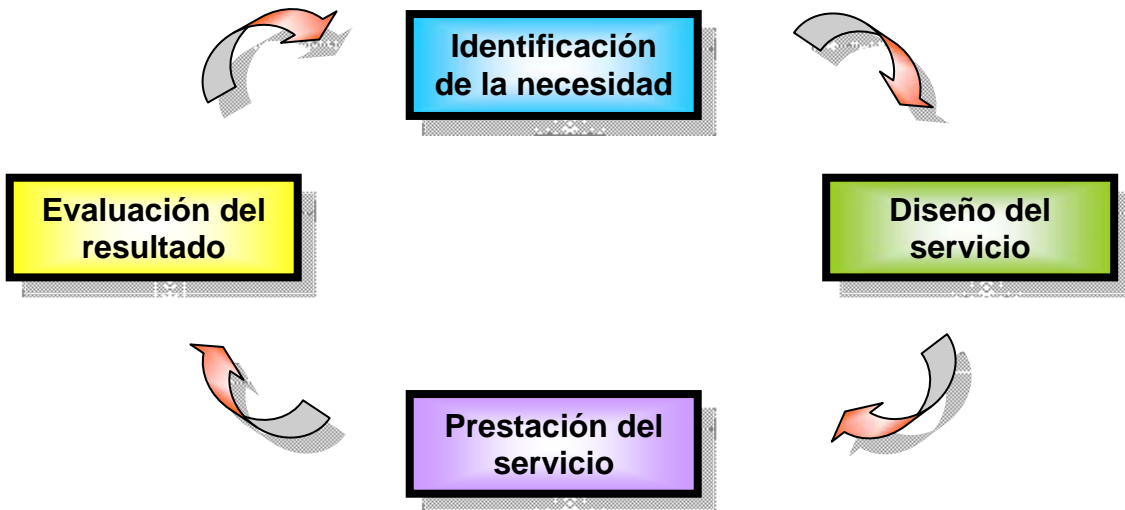 Identificación
de la necesidad
Evaluación del
resultado
Diseño del
servicio
Prestación del
servicio